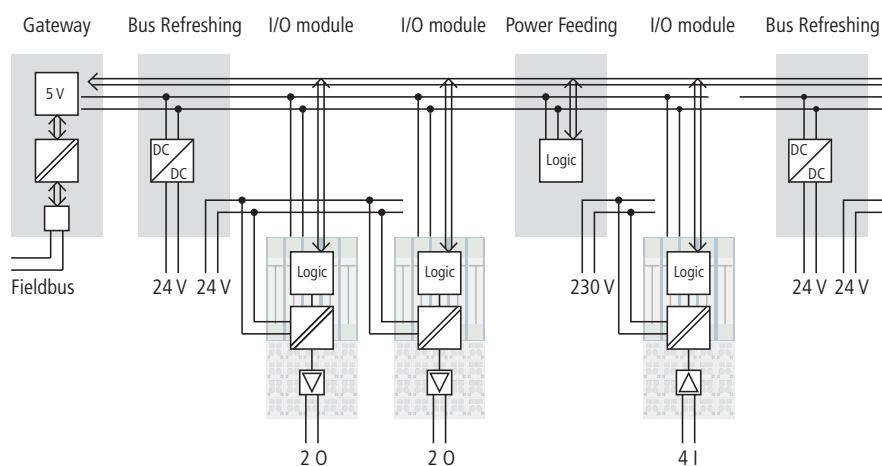 Gateway Bus Refreshing I/O module I/O module Power Feeding I/O module Bus Refreshing
5 V
DC DC
DC Logic DC
Logic Logic Logic
Fieldbus 24 V 24 V 230 V 24 V 24 V
2 O 2 O 4 I